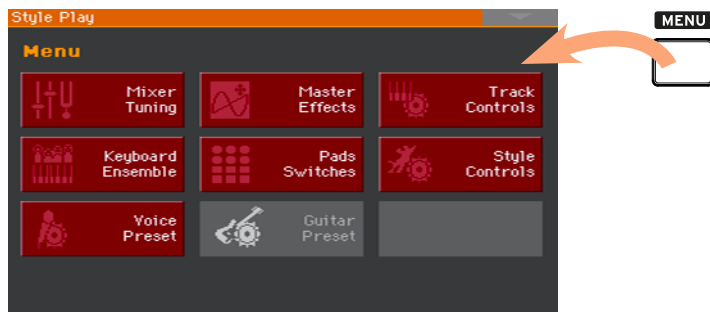 Style Play
MENU
Menu
Mixer
Tuning
Master
Effects
Track
Controls
Keyboard
Ensemble
Pads
Switches
Style
Controls
Voice
Preset
Guitar
Preset